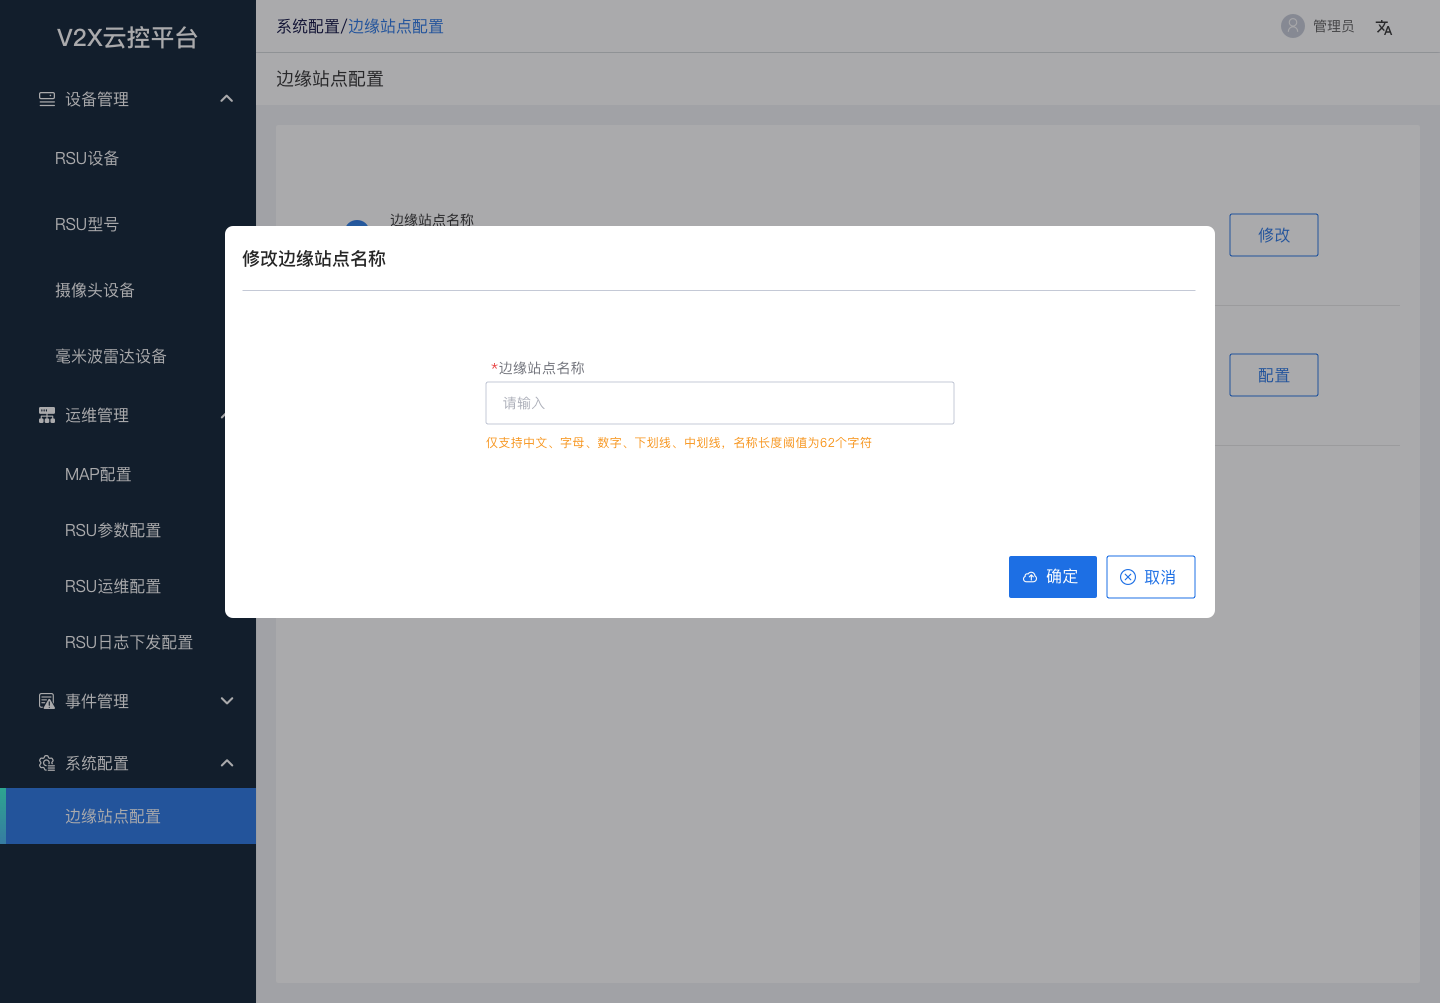 V2X云控平台
系统配置/边缘站点配置
管理员
边缘站点配置
设备管理
RSU设备
RSU型号
摄像头设备
毫米波雷达设备
运维管理
MAP配置
RSU参数配置
RSU运维配置
RSU日志下发配置
事件管理
系统配置
边缘站点配置
边缘站点名称
修改
配置
修改边缘站点名称
*边缘站点名称
请输入
仅支持中文、字母、数字、下划线、中划线，名称长度阈值为62个字符
确定
取消